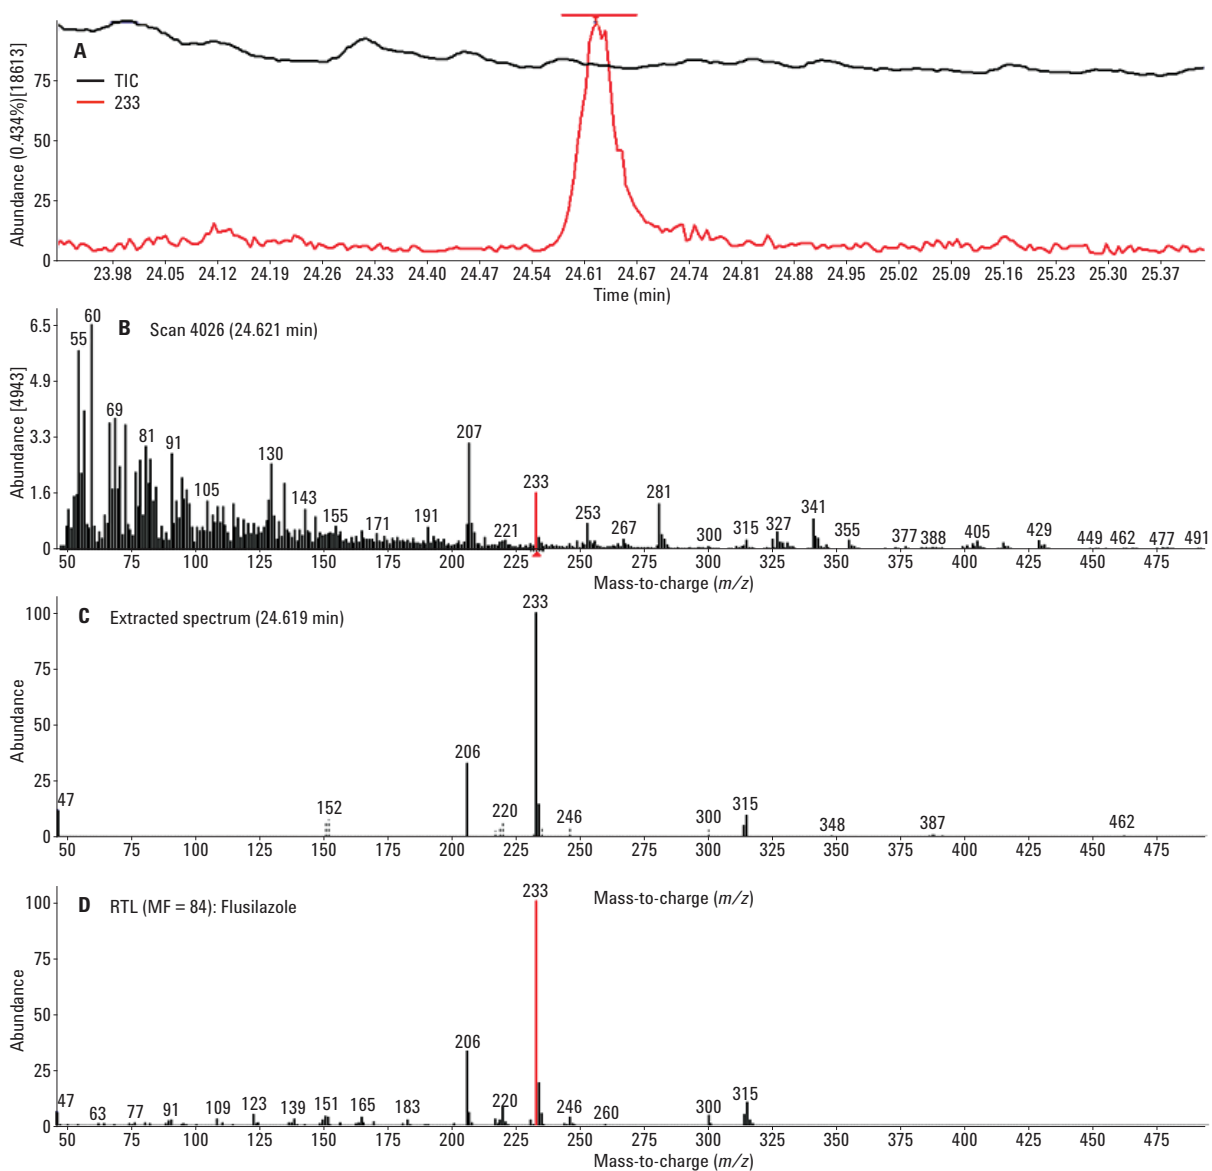 A
TIC
233
Abundance (0.434%)[18613]
75
50
25
0
23.98 24.05 24.12 24.19 24.26 24.33 24.40 24.47 24.54 24.61 24.67 24.74 24.81 24.88 24.95 25.02 25.09 25.16 25.23 25.30 25.37
Time (min)
B Scan 4026 (24.621 min)
Abundance [4943]
6.5
4.9
3.3
1.6
0
55 60 69 81 91 105 130 143 155 171 191 207 221 233 253 267 281 300 315 327 341 355 377 388 405 429 449 462 477 491
50 75 100 125 150 175 200 225 250 275 300 325 350 375 400 425 450 475
Mass-to-charge (m/z)
C Extracted spectrum (24.619 min)
Abundance
100
75
50
25
0
47 152 206 220 233 246 300 315 348 387 462
50 75 100 125 150 175 200 225 250 275 300 325 350 375 400 425 450 475
Mass-to-charge (m/z)
D RTL (MF = 84): Flusilazole
Abundance
100
75
50
25
0
47 63 77 91 109 123 139 151 165 183 206 220 233 246 260 300 315
50 75 100 125 150 175 200 225 250 275 300 325 350 375 400 425 450 475
Mass-to-charge (m/z)